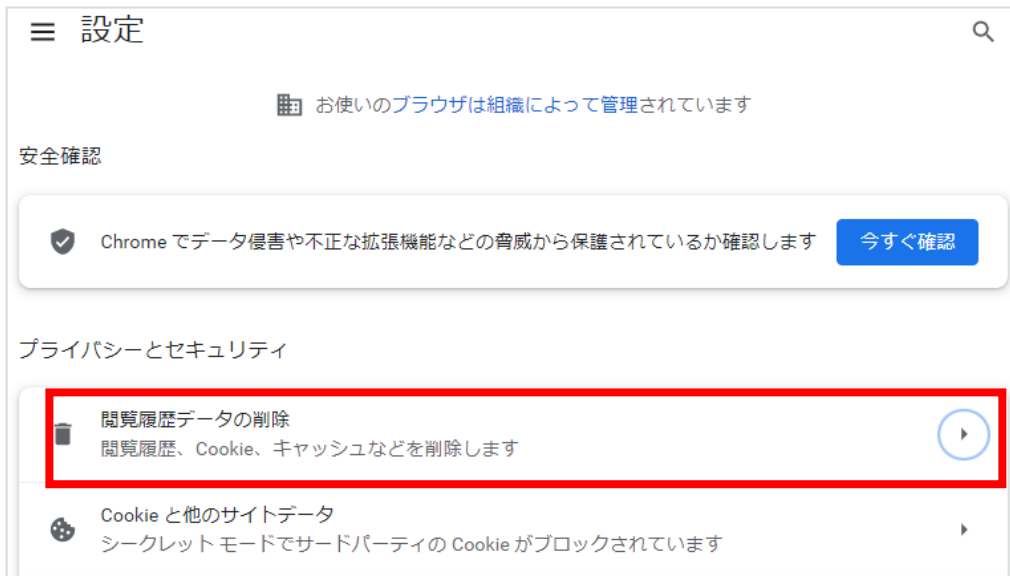 設定
お使いのブラウザは組織によって管理されています
安全確認
Chrome でデータ侵害や不正な拡張機能などの脅威から保護されているか確認します
今すぐ確認
プライバシーとセキュリティ
閲覧履歴データの削除
閲覧履歴、Cookie、キャッシュなどを削除します
Cookie と他のサイトデータ
シークレット モードでサードパーティの Cookie がブロックされています